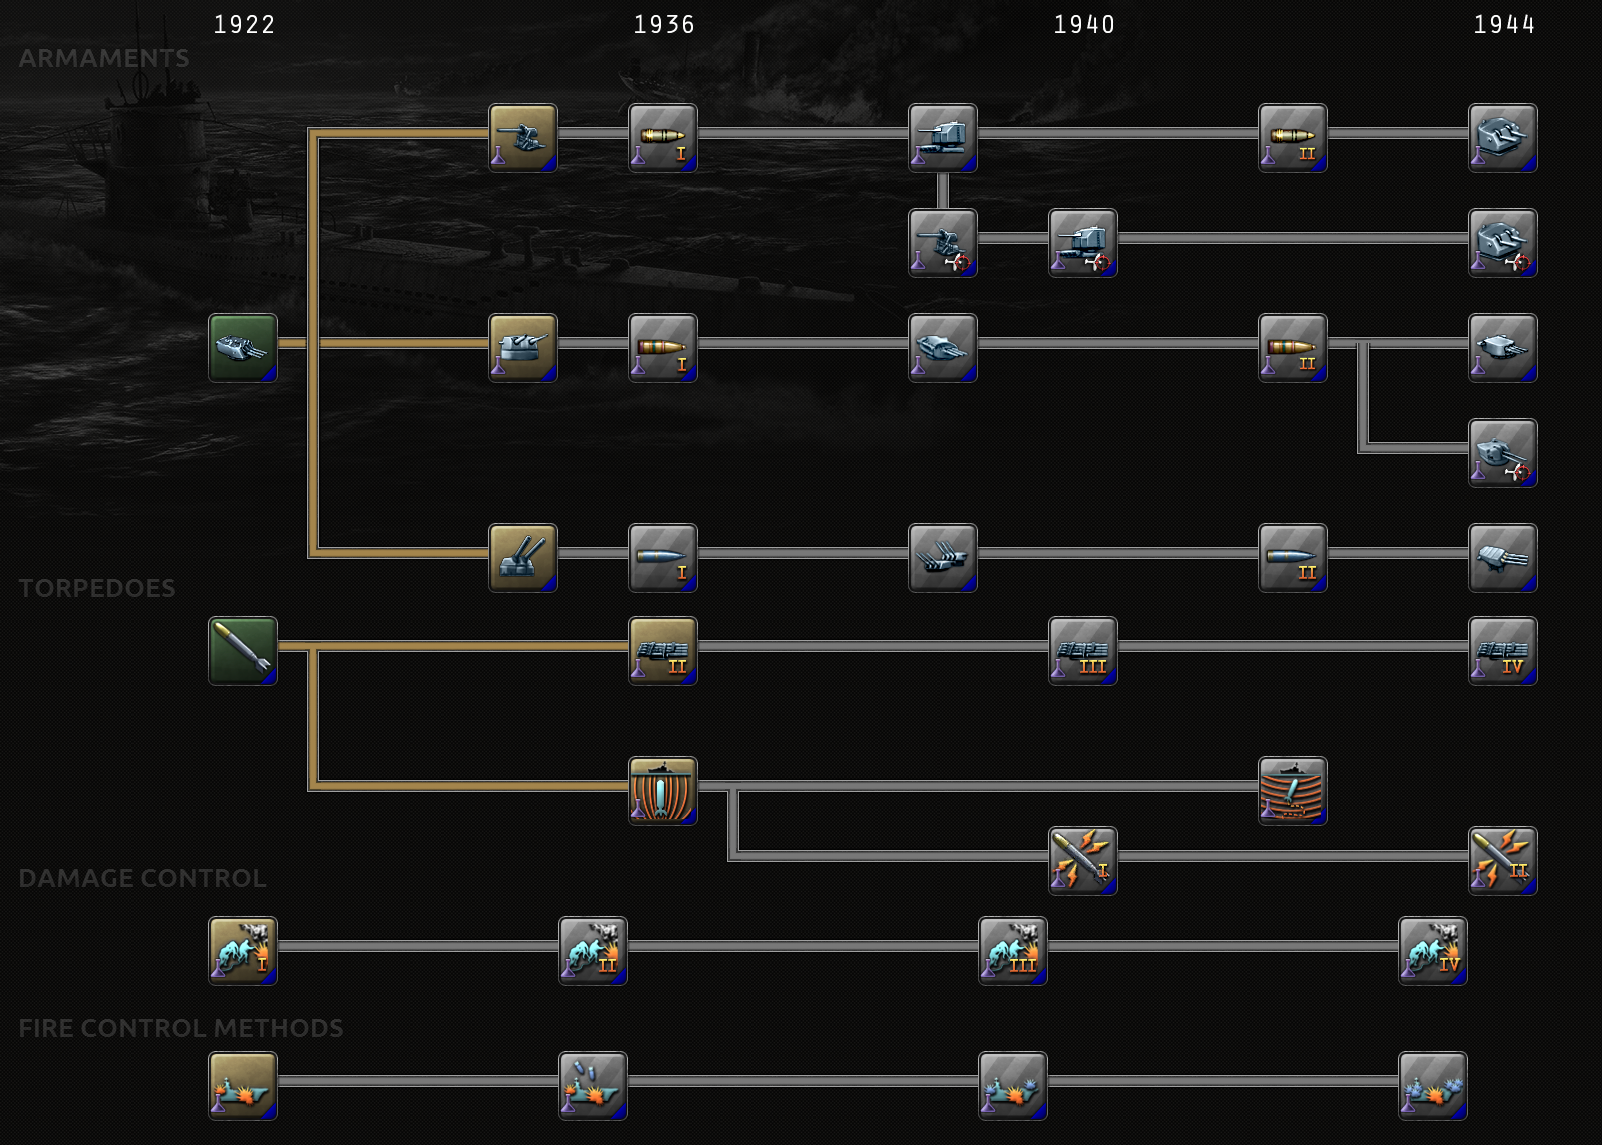 1922 1936 1940 1944
ARMAMENTS
I II
I II
I II
TORPEDOES
II III IV
I II
DAMAGE CONTROL
I II III IV
FIRE CONTROL METHODS